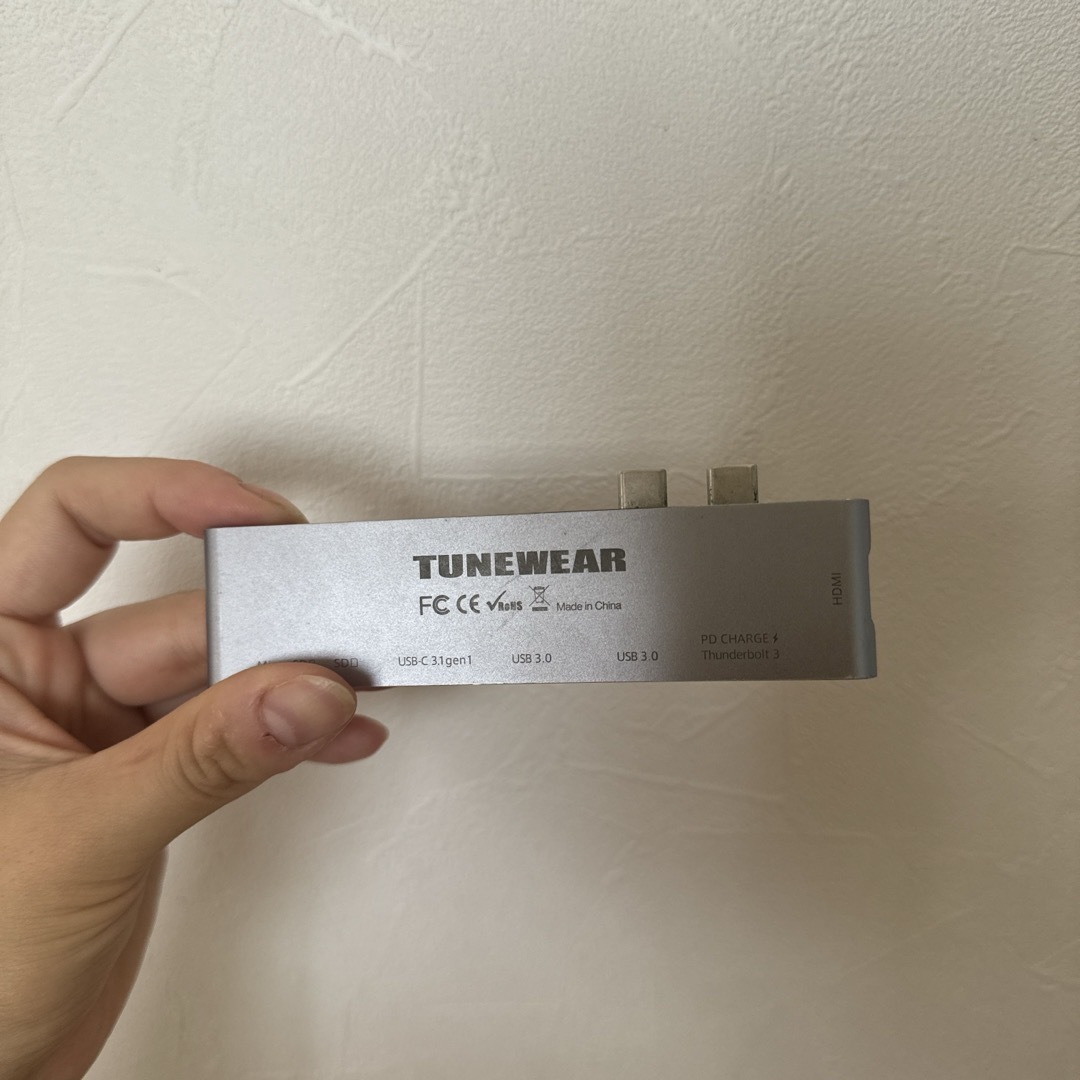 TUNEWEAR
FC CE RoHS Made in China
HDMI
PD CHARGE
SDD USB-C 3.1gen1 USB 3.0 USB 3.0 Thunderbolt 3